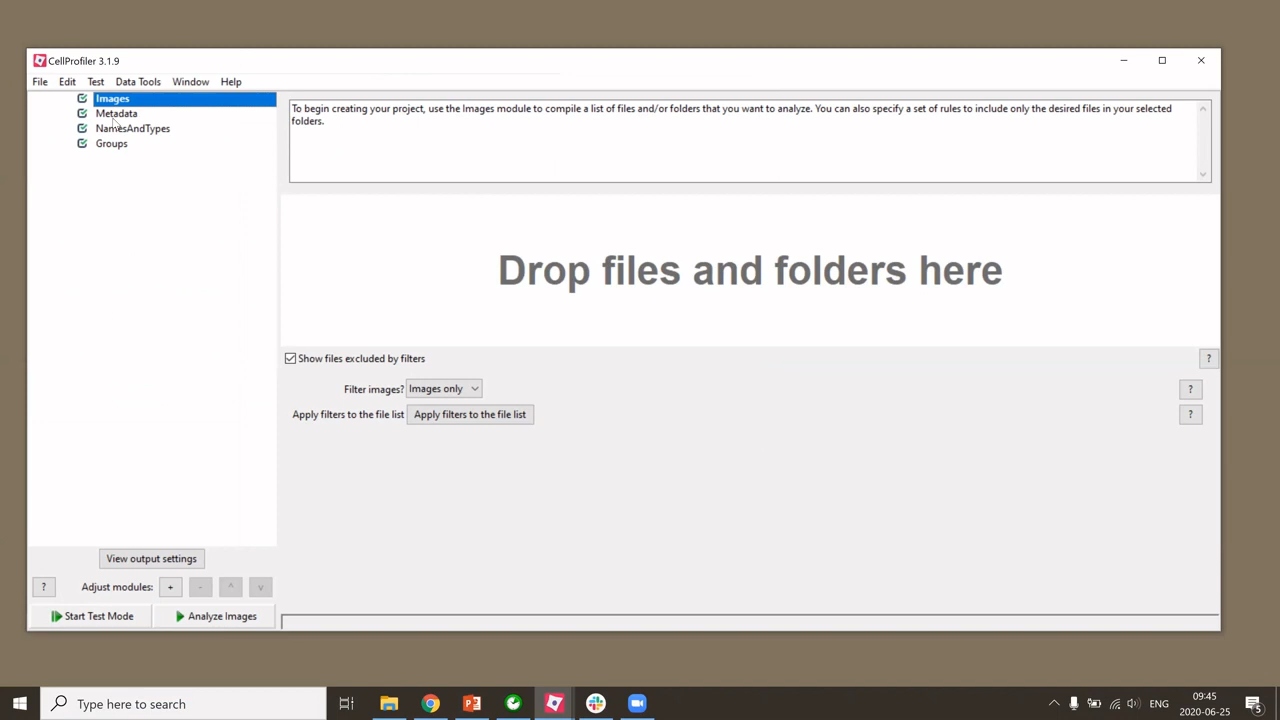 CellProfiler 3.1.9
File Edit Test Data Tools Window Help
Images
Metadata
NamesAndTypes
Groups
To begin creating your project, use the Images module to compile a list of files and/or folders that you want to analyze. You can also specify a set of rules to include only the desired files in your selected
folders.
Drop files and folders here
Show files excluded by filters ?
Filter images? Images only ?
Apply filters to the file list Apply filters to the file list ?
View output settings
? Adjust modules: + - ^ v
Start Test Mode Analyze Images
Type here to search
ENG
09:45
2020-06-25
5